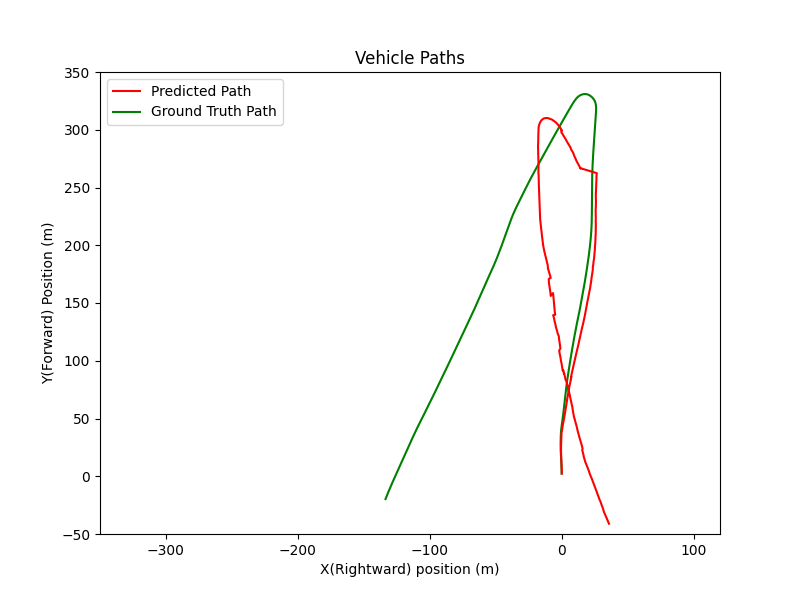 Vehicle Paths
Predicted Path
Ground Truth Path
Y(Forward) Position (m)
350
300
250
200
150
100
50
0
−50
−300
−200
−100
0
100
X(Rightward) position (m)